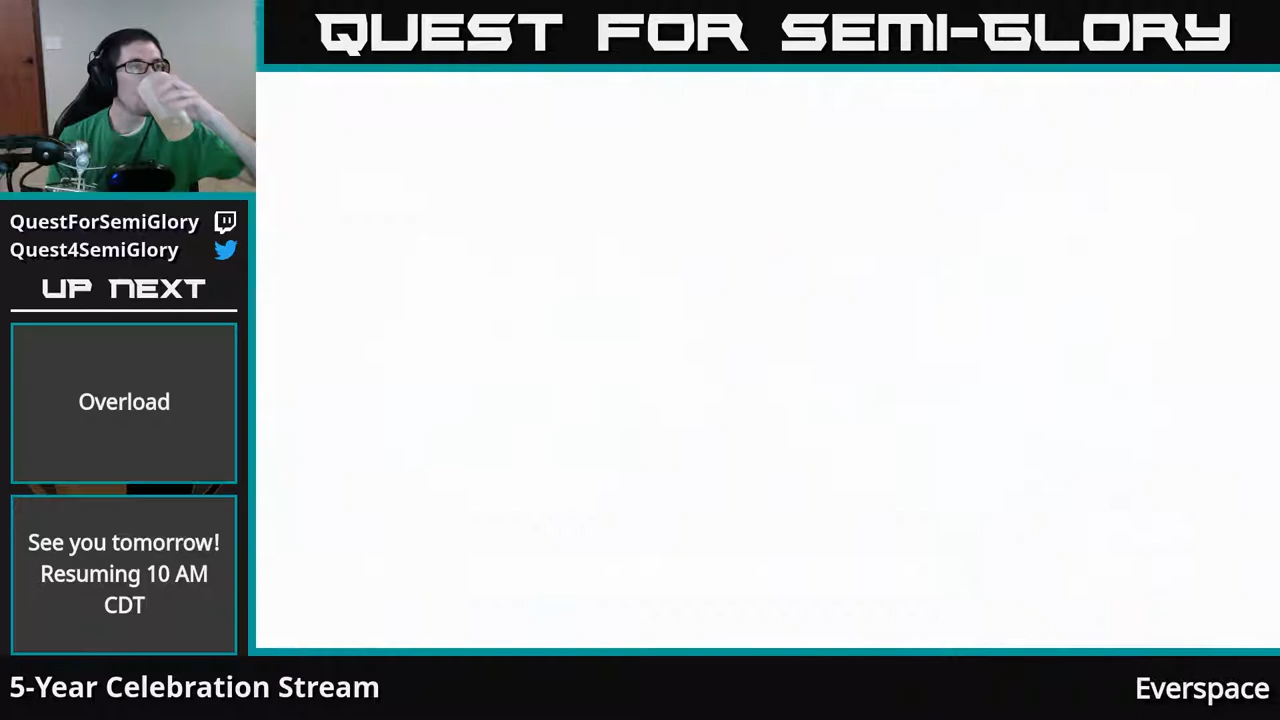 QUEST FOR SEMI-GLORY
QuestForSemiGlory
Quest4SemiGlory
UP NEXT
Overload
See you tomorrow!
Resuming 10 AM
CDT
5-Year Celebration Stream
Everspace